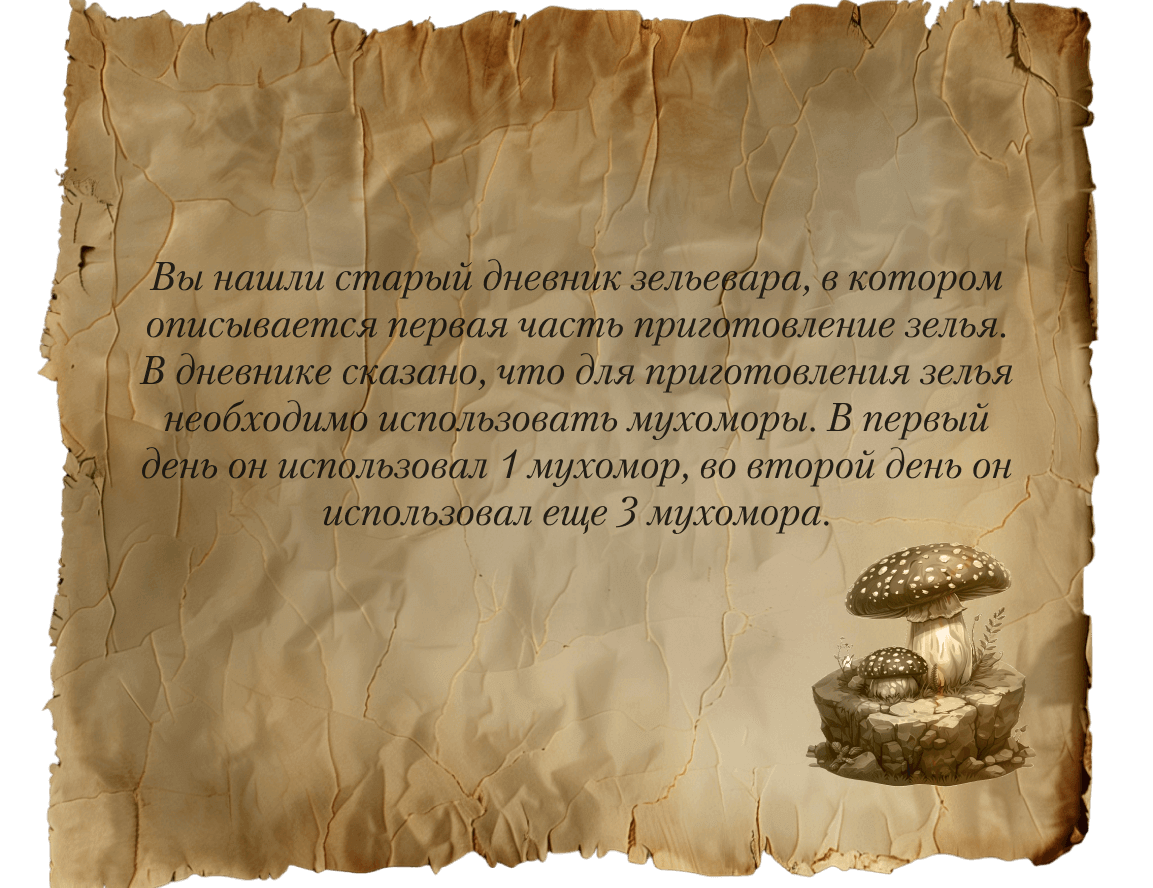 Вы нашли старый дневник зельевара, в котором
описывается первая часть приготовление зелья.
В дневнике сказано, что для приготовления зелья
необходимо использовать мухоморы. В первый
день он использовал 1 мухомор, во второй день он
использовал еще 3 мухомора.